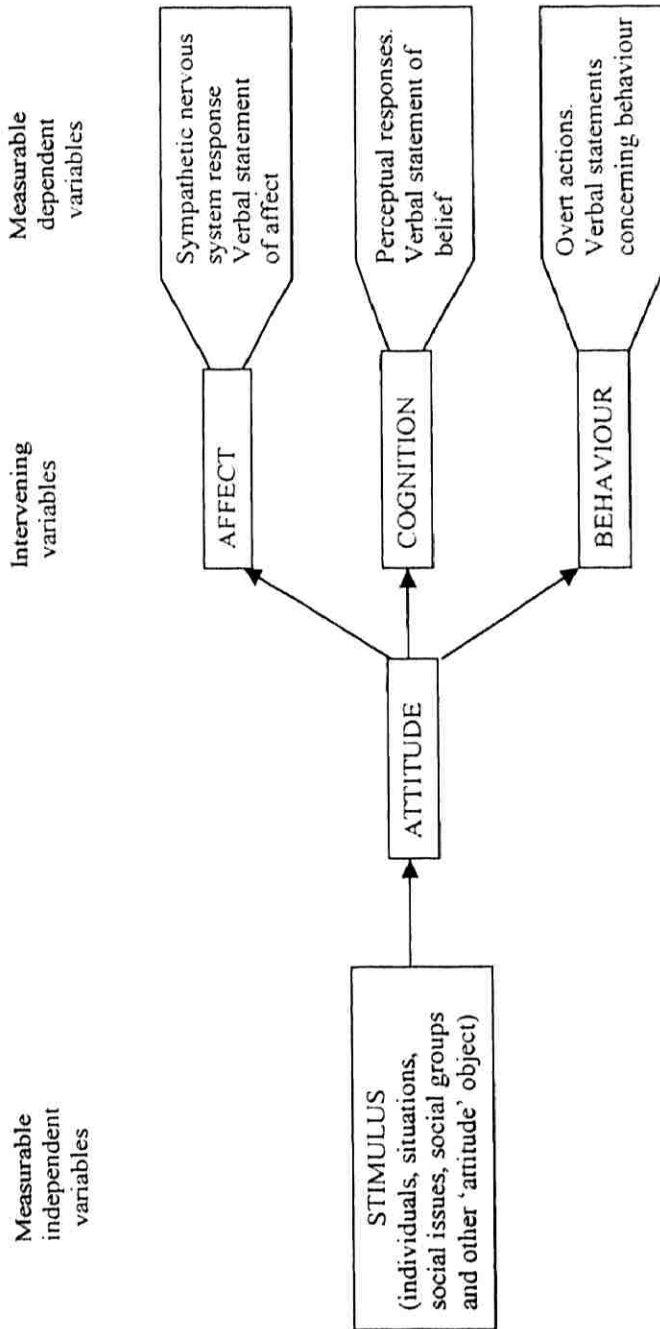 Measurable
independent
variables
Intervening
variables
Measurable
dependent
variables
STIMULUS
(individuals, situations,
social issues, social groups
and other ‘attitude’ object)
ATTITUDE
AFFECT
Sympathetic nervous
system response
Verbal statement
of affect
COGNITION
Perceptual responses.
Verbal statement of
belief
BEHAVIOUR
Overt actions.
Verbal statements
concerning behaviour